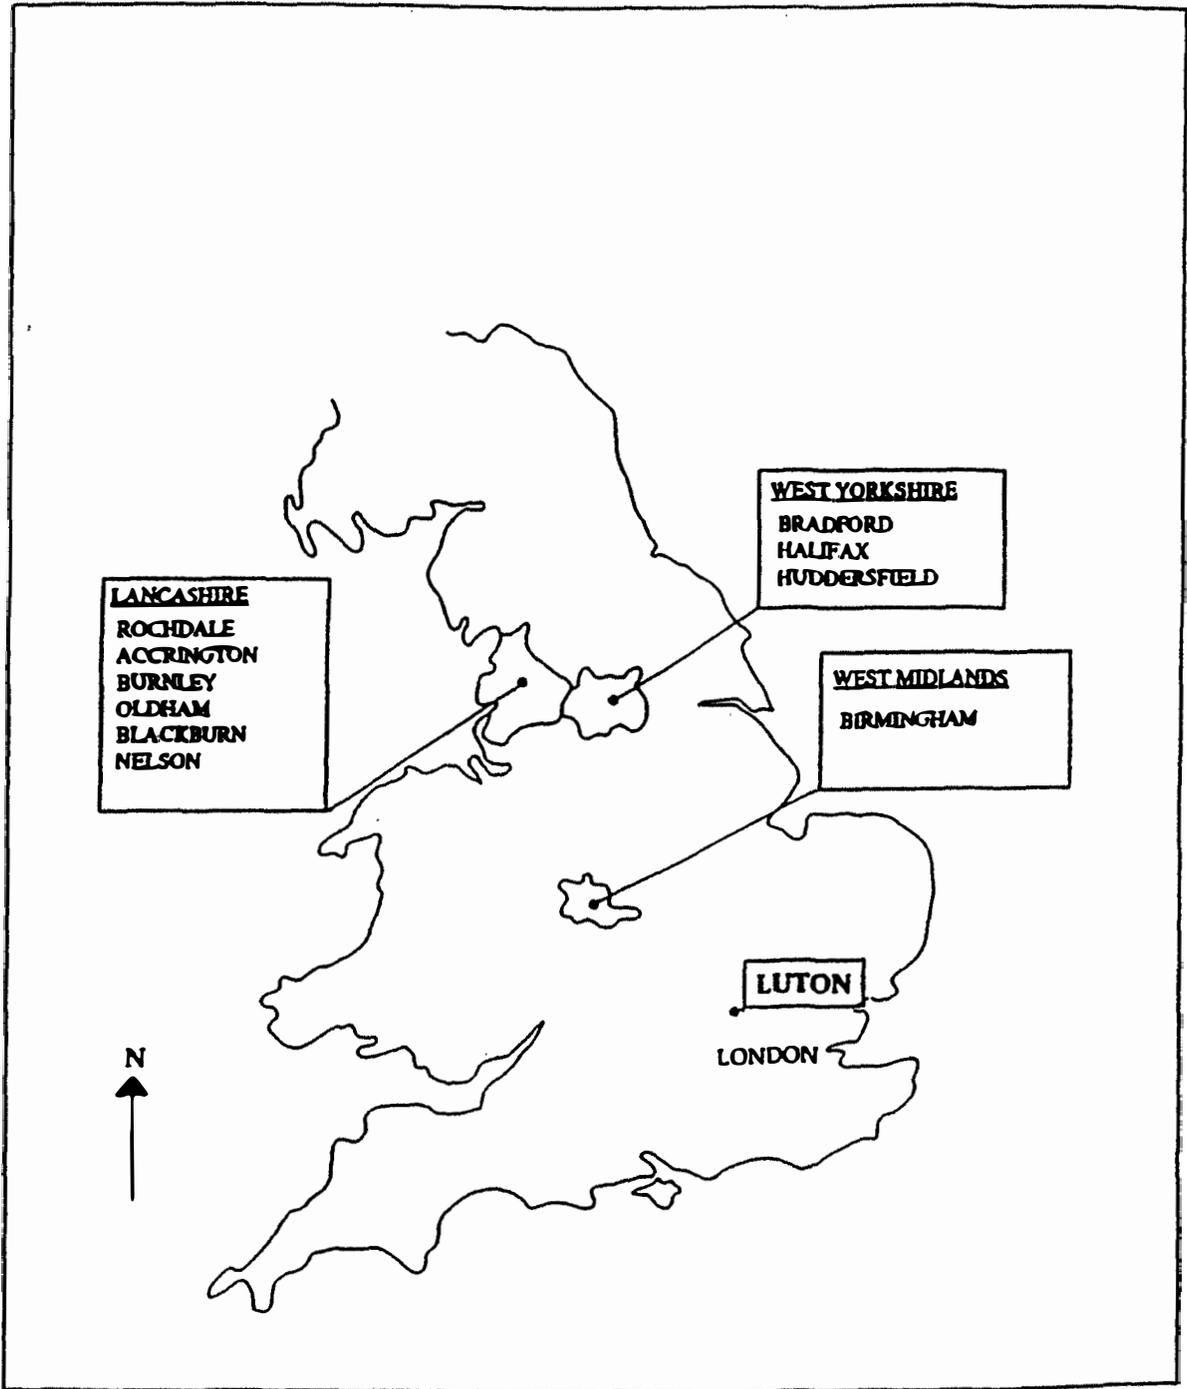 WEST YORKSHIRE
BRADFORD
HALIFAX
HUDDERSFIELD
LANCASHIRE
ROCHDALE
ACCRINGTON
BURNLEY
OLDHAM
BLACKBURN
NELSON
WEST MIDLANDS
BIRMINGHAM
LUTON
LONDON
N